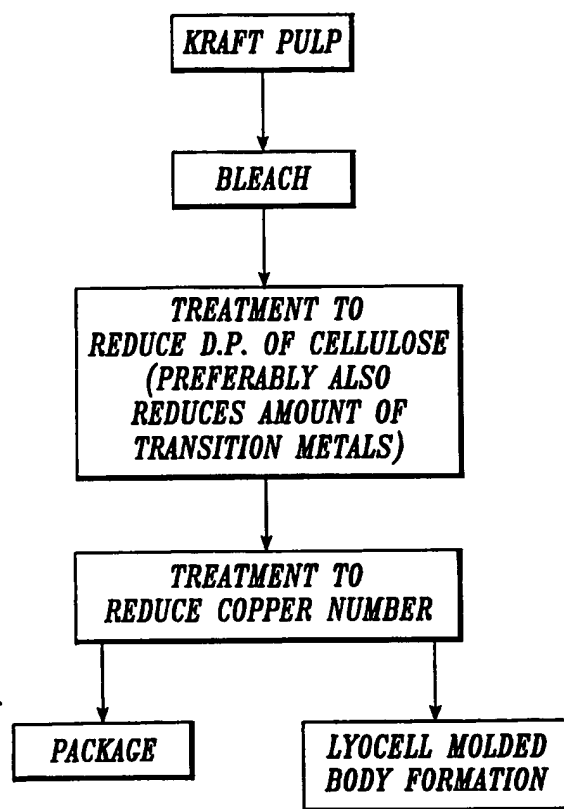 KRAFT PULP
BLEACH
TREATMENT TO
REDUCE D.P. OF CELLULOSE
(PREFERABLY ALSO
REDUCES AMOUNT OF
TRANSITION METALS)
TREATMENT TO
REDUCE COPPER NUMBER
PACKAGE
LYOCELL MOLDED
BODY FORMATION